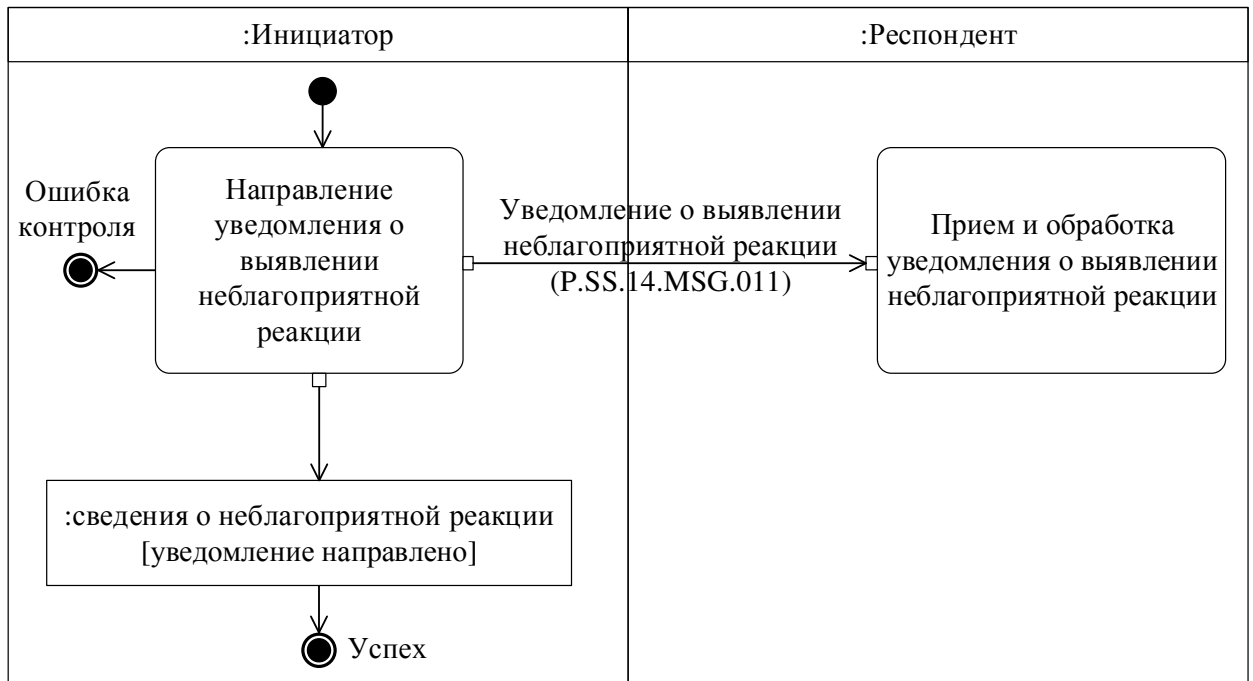 :Инициатор
:Респондент
Ошибка
контроля
Направление
уведомления о
выявлении
неблагоприятной
реакции
Уведомление о выявлении
неблагоприятной реакции
(P.SS.14.MSG.011)
Прием и обработка
уведомления о выявлении
неблагоприятной реакции
:сведения о неблагоприятной реакции
[уведомление направлено]
Успех